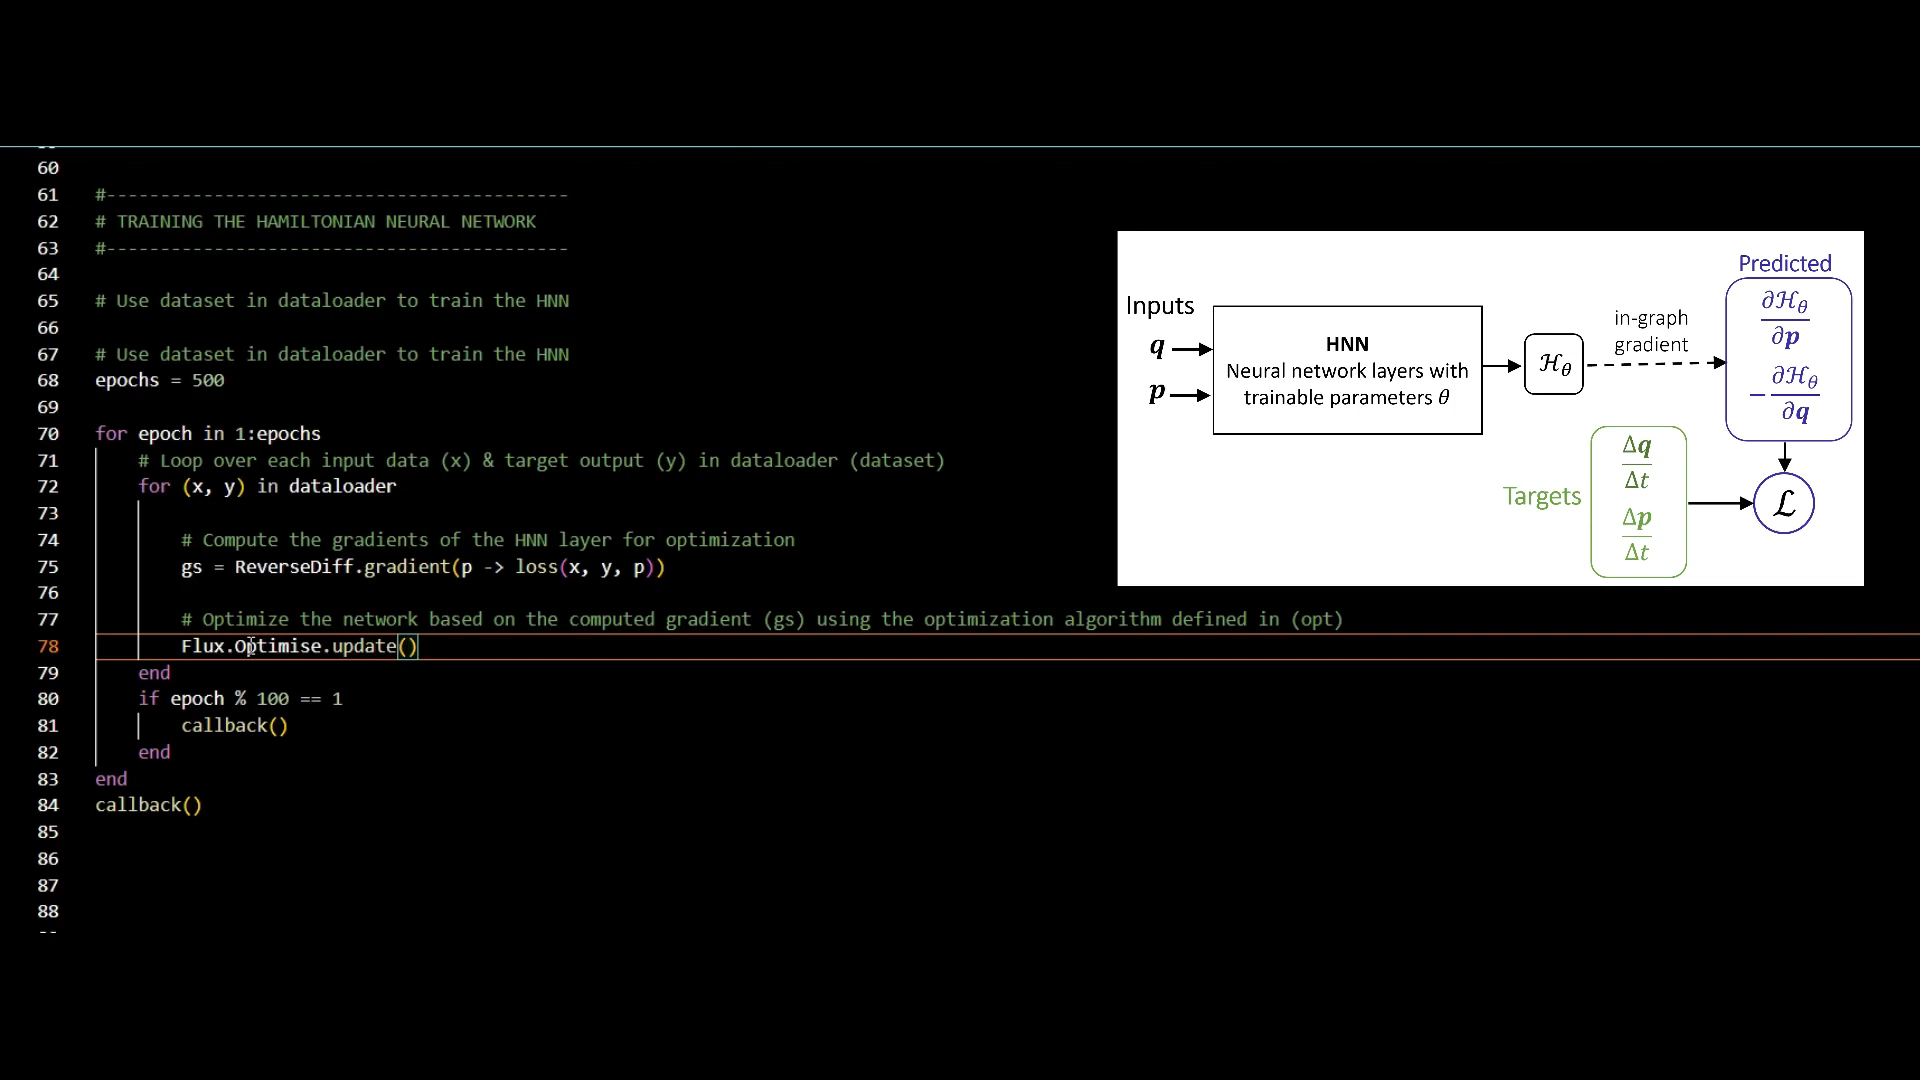 60
61 #-------------------------------------------
62 # TRAINING THE HAMILTONIAN NEURAL NETWORK
63 #-------------------------------------------
64
65 # Use dataset in dataloader to train the HNN
66
67 # Use dataset in dataloader to train the HNN
68 epochs = 500
69
70 for epoch in 1:epochs
71 # Loop over each input data (x) & target output (y) in dataloader (dataset)
72 for (x, y) in dataloader
73
74 # Compute the gradients of the HNN layer for optimization
75 gs = ReverseDiff.gradient(p -> loss(x, y, p))
76
77 # Optimize the network based on the computed gradient (gs) using the optimization algorithm defined in (opt)
78 Flux.Optimise.update()
79 end
80 if epoch % 100 == 1
81 callback()
82 end
83 end
84 callback()
85
86
87
88
Inputs
q
p
HNN
Neural network layers with
trainable parameters θ
ℋθ
in-graph
gradient
Predicted
∂ℋθ
∂p
− ∂ℋθ
∂q
Targets
Δq
Δt
Δp
Δt
ℒ